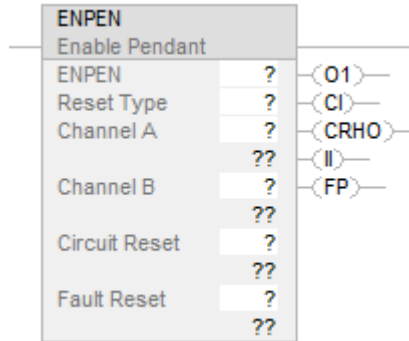 ENPEN
Enable Pendant
ENPEN ? (O1)
Reset Type ? (CI)
Channel A ? (CRHO)
?? (II)
Channel B ? (FP)
??
Circuit Reset ?
??
Fault Reset ?
??